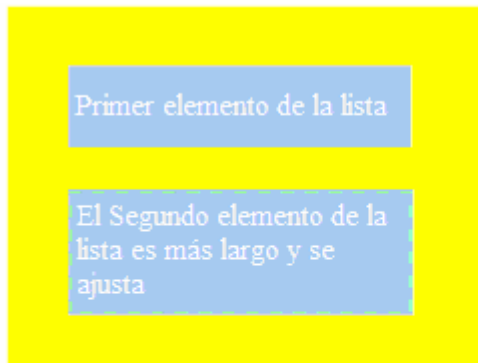 Primer elemento de la lista
El Segundo elemento de la
lista es más largo y se
ajusta